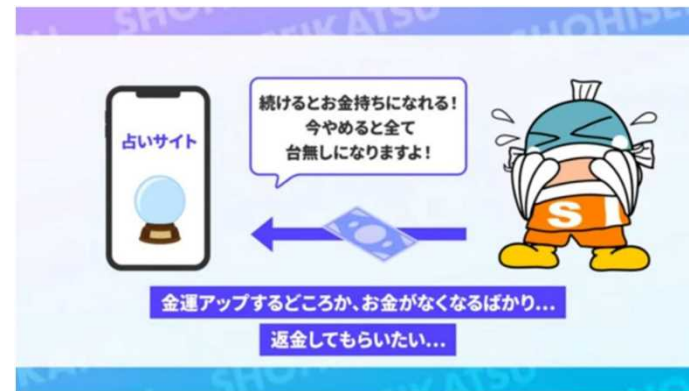 SHOHISEI
SEIKATSU
占いサイト
続けるとお金持ちになれる!
今やめると全て
台無しになりますよ!
S I
金運アップするどころか、お金がなくなるばかり…
返金してもらいたい…